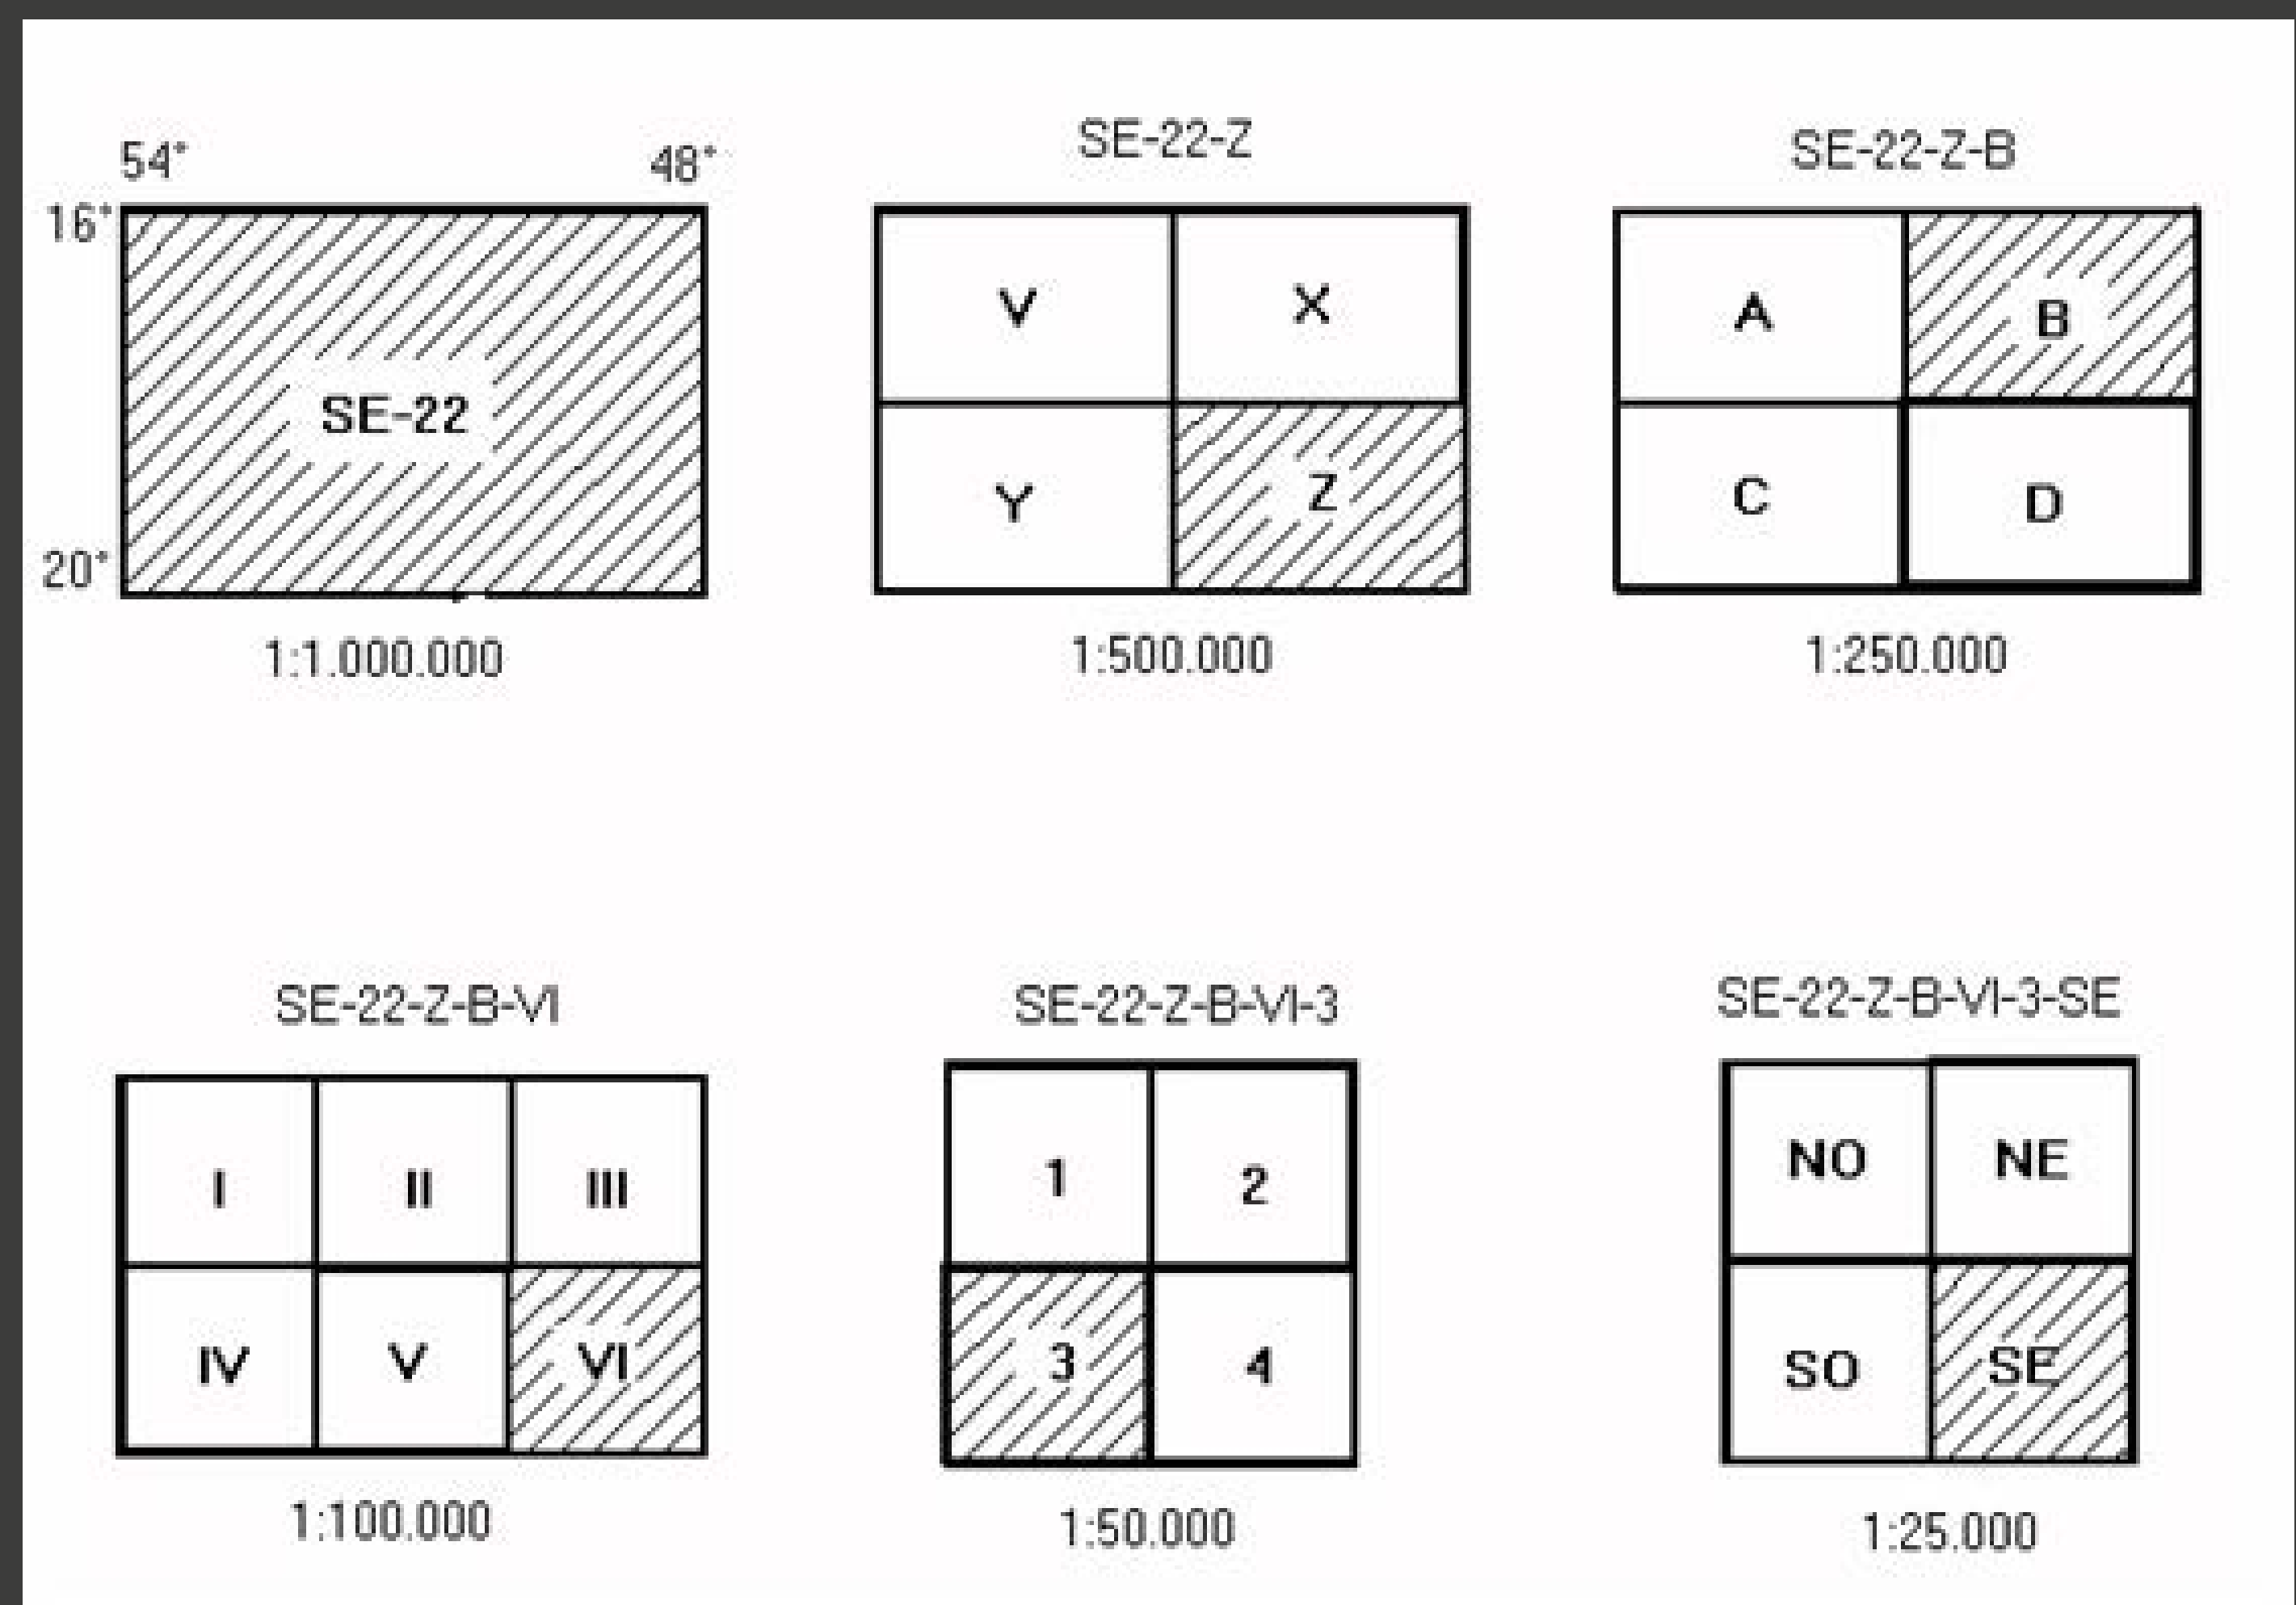 54°
48°
16°
20°
SE-22
1:1.000.000
SE-22-Z
V
X
Y
Z
1:500.000
SE-22-Z-B
A
B
C
D
1:250.000
SE-22-Z-B-VI
I
II
III
IV
V
VI
1:100.000
SE-22-Z-B-VI-3
1
2
3
4
1:50.000
SE-22-Z-B-VI-3-SE
NO
NE
SO
SE
1:25.000